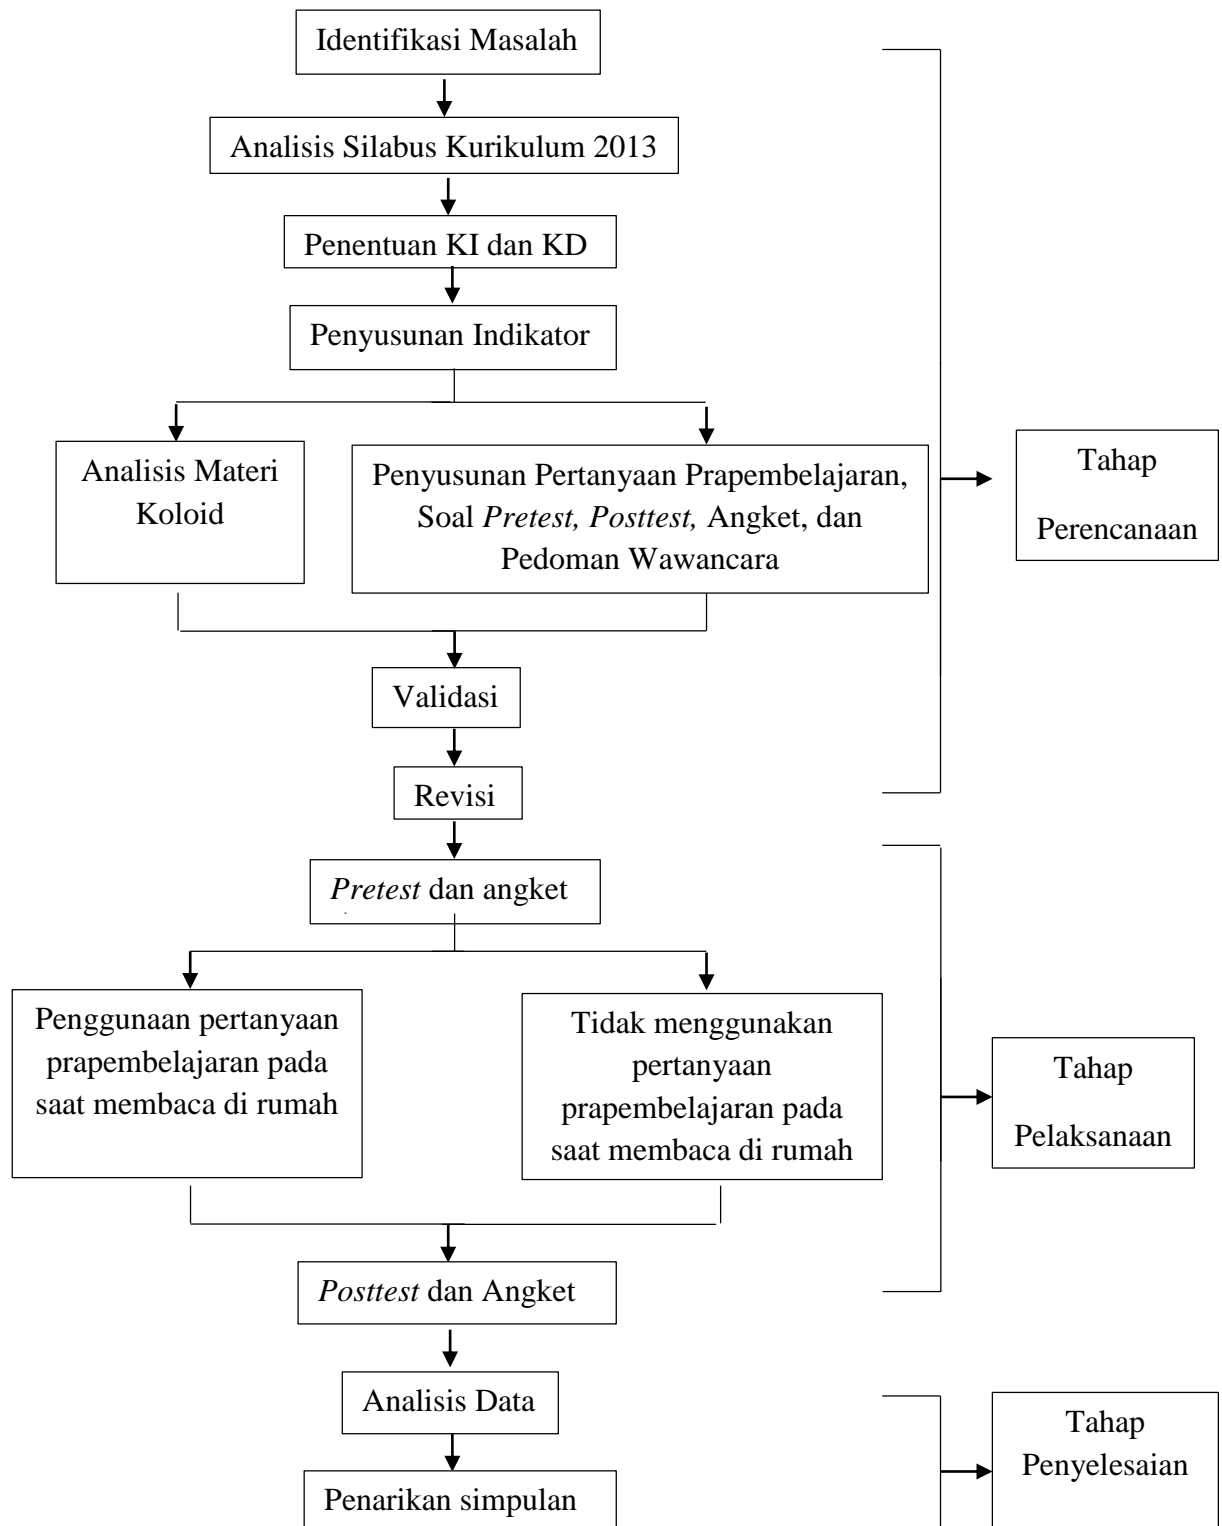 Identifikasi Masalah
Analisis Silabus Kurikulum 2013
Penentuan KI dan KD
Penyusunan Indikator
Analisis Materi
Koloid
Penyusunan Pertanyaan Prapembelajaran,
Soal Pretest, Posttest, Angket, dan
Pedoman Wawancara
Tahap
Perencanaan
Validasi
Revisi
Pretest dan angket
Penggunaan pertanyaan
prapembelajaran pada
saat membaca di rumah
Tidak menggunakan
pertanyaan
prapembelajaran pada
saat membaca di rumah
Tahap
Pelaksanaan
Posttest dan Angket
Analisis Data
Tahap
Penyelesaian
Penarikan simpulan